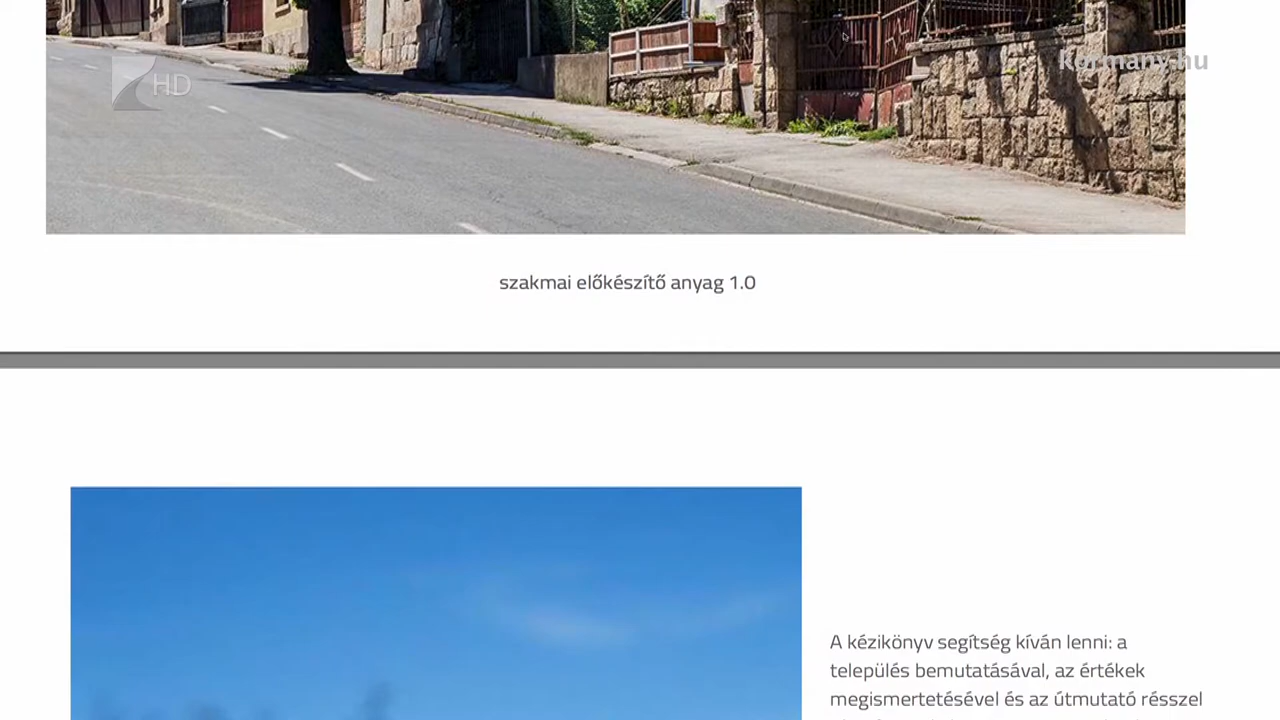 HD
kormany.hu
szakmai előkészítő anyag 1.0
A kézikönyv segítség kíván lenni: a
település bemutatásával, az értékek
megismertetésével és az útmutató résszel